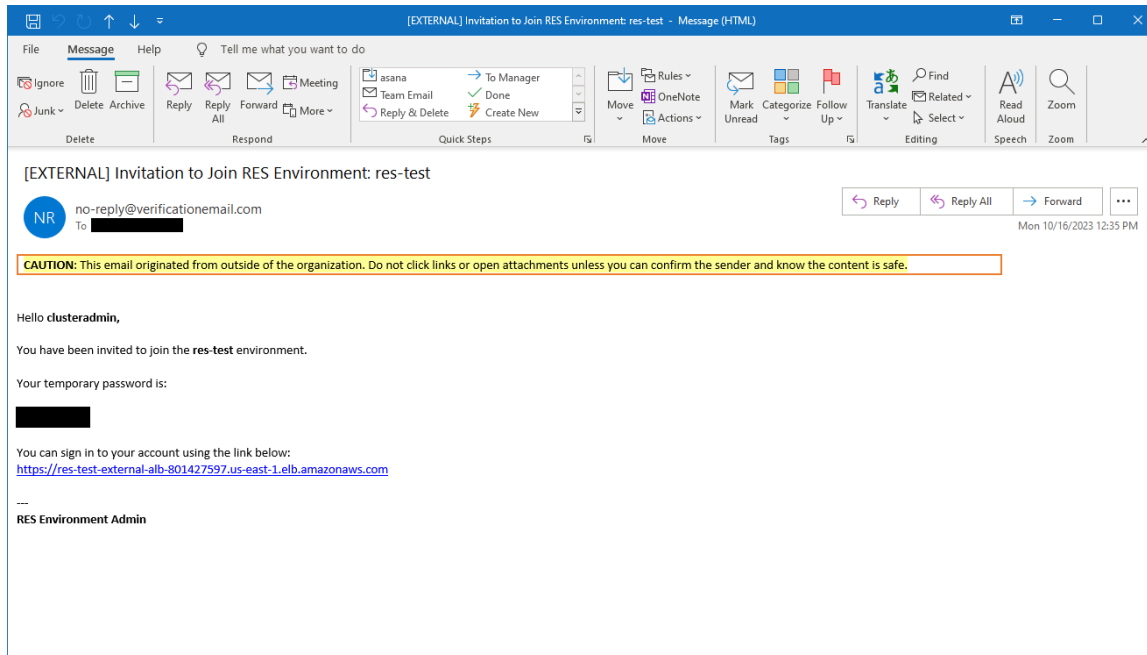 [EXTERNAL] Invitation to Join RES Environment: res-test - Message (HTML)
File Message Help Tell me what you want to do
Ignore
Junk
Delete
Archive
Delete
Reply
Reply All
Forward
Meeting
More
Respond
asana
Team Email
Reply & Delete
To Manager
Done
Create New
Quick Steps
Move
Rules
OneNote
Actions
Move
Mark Unread
Categorize
Follow Up
Tags
Translate
Find
Related
Select
Editing
Read Aloud
Speech
Zoom
Zoom
[EXTERNAL] Invitation to Join RES Environment: res-test
NR
no-reply@verificationemail.com
To
Reply
Reply All
Forward
Mon 10/16/2023 12:35 PM
CAUTION: This email originated from outside of the organization. Do not click links or open attachments unless you can confirm the sender and know the content is safe.
Hello clusteradmin,
You have been invited to join the res-test environment.
Your temporary password is:
You can sign in to your account using the link below:
https://res-test-external-alb-801427597.us-east-1.elb.amazonaws.com
---
RES Environment Admin